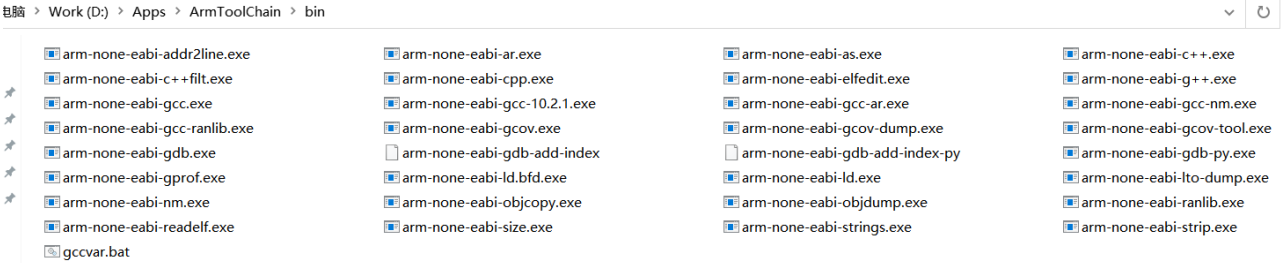 电脑 > Work (D:) > Apps > ArmToolChain > bin
arm-none-eabi-addr2line.exe arm-none-eabi-ar.exe arm-none-eabi-as.exe arm-none-eabi-c++.exe
arm-none-eabi-c++filt.exe arm-none-eabi-cpp.exe arm-none-eabi-elfedit.exe arm-none-eabi-g++.exe
arm-none-eabi-gcc.exe arm-none-eabi-gcc-10.2.1.exe arm-none-eabi-gcc-ar.exe arm-none-eabi-gcc-nm.exe
arm-none-eabi-gcc-ranlib.exe arm-none-eabi-gcov.exe arm-none-eabi-gcov-dump.exe arm-none-eabi-gcov-tool.exe
arm-none-eabi-gdb.exe arm-none-eabi-gdb-add-index arm-none-eabi-gdb-add-index-py arm-none-eabi-gdb-py.exe
arm-none-eabi-gprof.exe arm-none-eabi-ld.bfd.exe arm-none-eabi-ld.exe arm-none-eabi-lto-dump.exe
arm-none-eabi-nm.exe arm-none-eabi-objcopy.exe arm-none-eabi-objdump.exe arm-none-eabi-ranlib.exe
arm-none-eabi-readelf.exe arm-none-eabi-size.exe arm-none-eabi-strings.exe arm-none-eabi-strip.exe
gccvar.bat